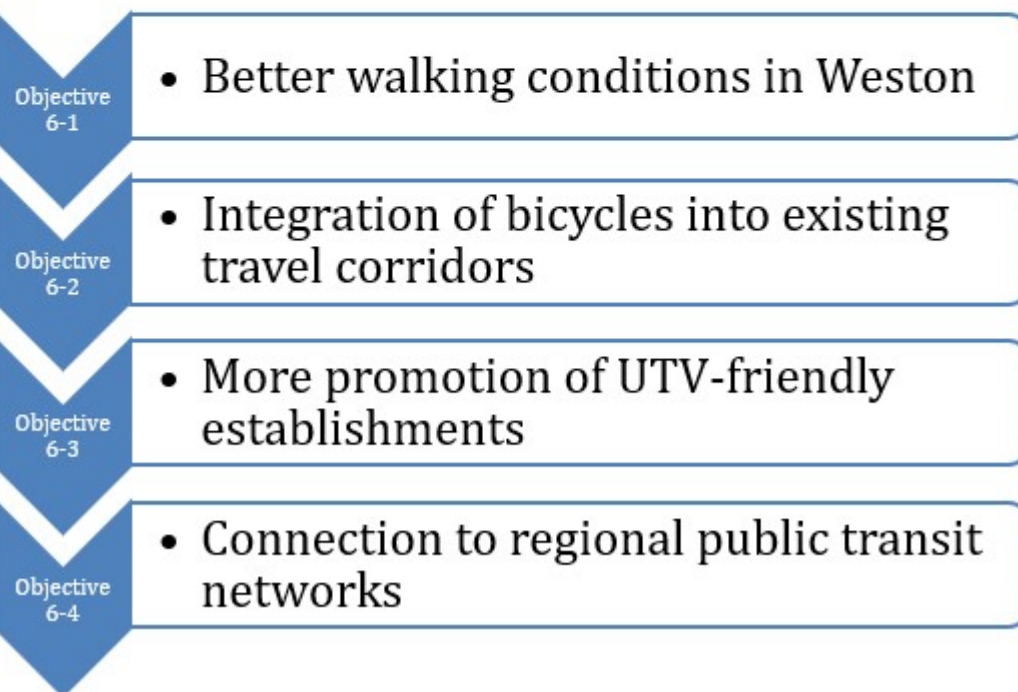 Objective
6-1
• Better walking conditions in Weston
Objective
6-2
• Integration of bicycles into existing
travel corridors
Objective
6-3
• More promotion of UTV-friendly
establishments
Objective
6-4
• Connection to regional public transit
networks